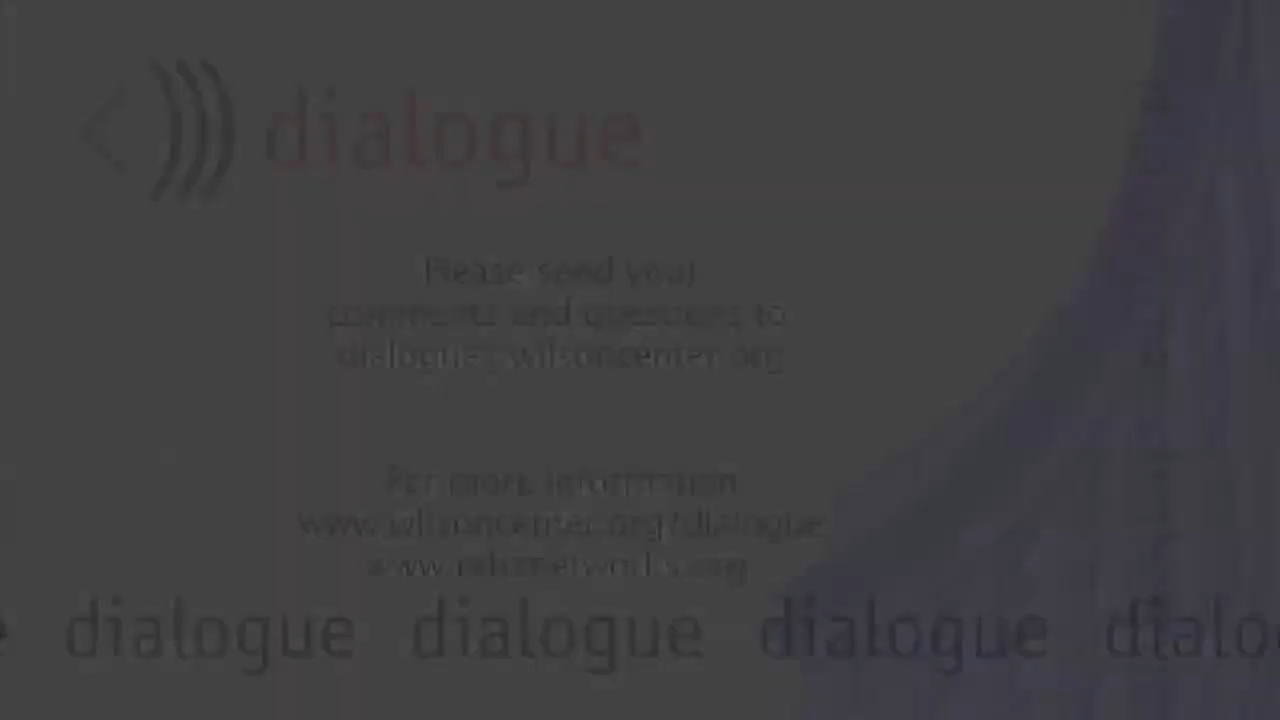 dialogue
Please send your
comments and questions to
dialogue@wilsoncenter.org
For more information
www.wilsoncenter.org/dialogue
dialogue dialogue dialogue dialo